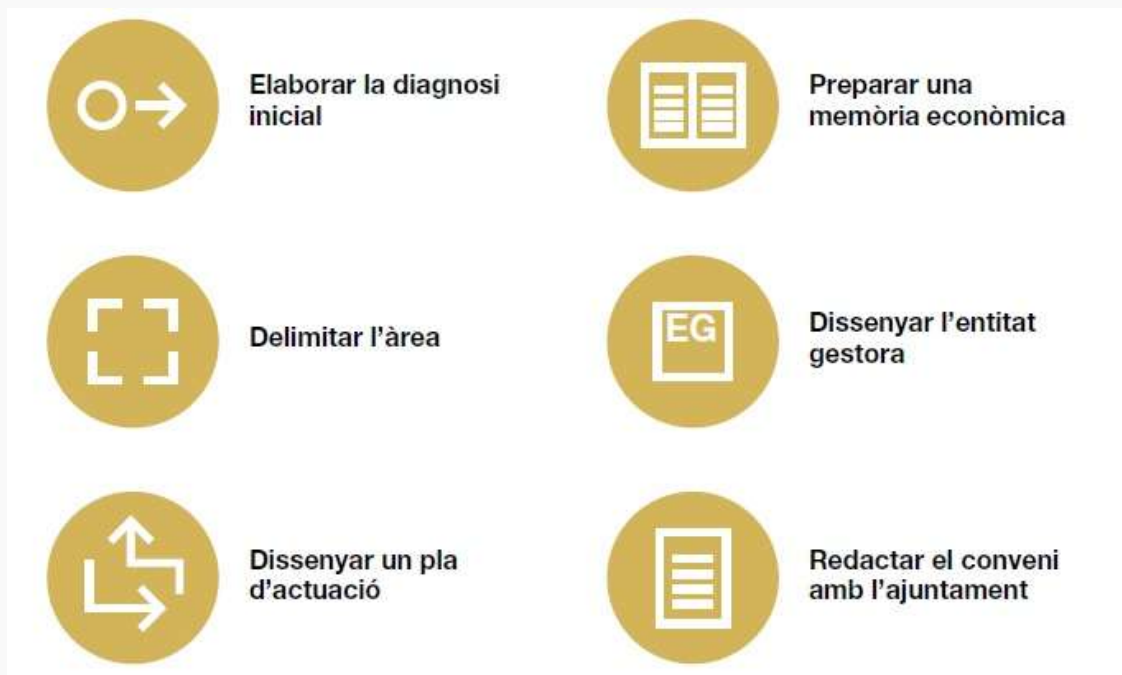 Elaborar la diagnosi
inicial
Delimitar l'àrea
Dissenyar un pla
d'actuació
Preparar una
memòria econòmica
EG
Dissenyar l'entitat
gestora
Redactar el conveni
amb l'ajuntament